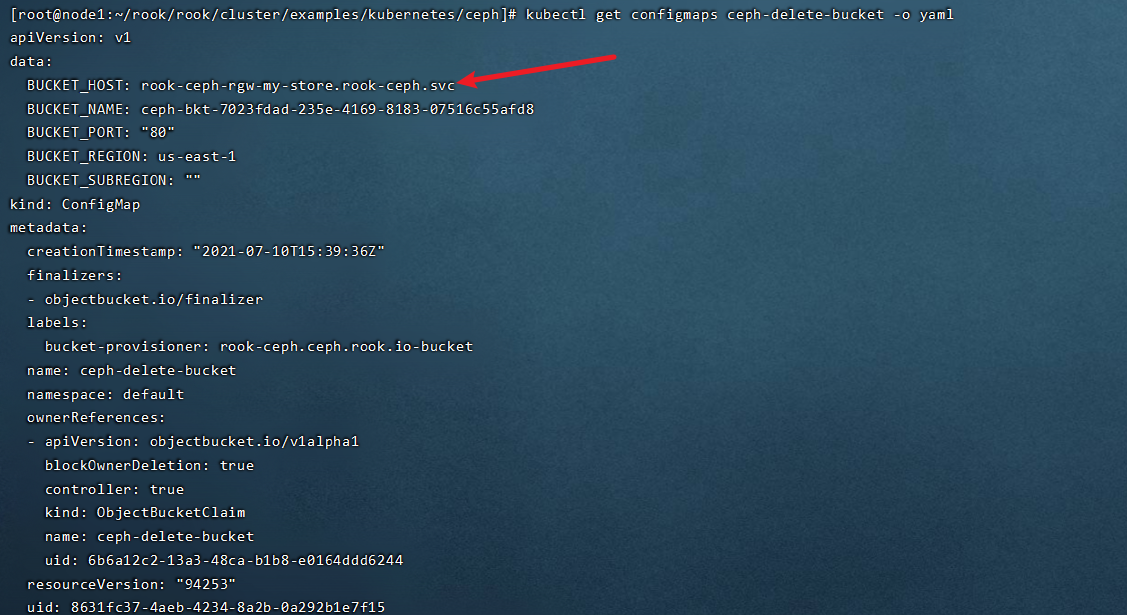 [root@node1:~/rook/rook/cluster/examples/kubernetes/ceph]# kubectl get configmaps ceph-delete-bucket -o yaml
apiVersion: v1
data:
  BUCKET_HOST: rook-ceph-rgw-my-store.rook-ceph.svc
  BUCKET_NAME: ceph-bkt-7023fdad-235e-4169-8183-07516c55afd8
  BUCKET_PORT: "80"
  BUCKET_REGION: us-east-1
  BUCKET_SUBREGION: ""
kind: ConfigMap
metadata:
  creationTimestamp: "2021-07-10T15:39:36Z"
  finalizers:
  - objectbucket.io/finalizer
  labels:
    bucket-provisioner: rook-ceph.ceph.rook.io-bucket
  name: ceph-delete-bucket
  namespace: default
  ownerReferences:
  - apiVersion: objectbucket.io/v1alpha1
    blockOwnerDeletion: true
    controller: true
    kind: ObjectBucketClaim
    name: ceph-delete-bucket
    uid: 6b6a12c2-13a3-48ca-b1b8-e0164ddd6244
  resourceVersion: "94253"
  uid: 8631fc37-4aeb-4234-8a2b-0a292b1e7f15